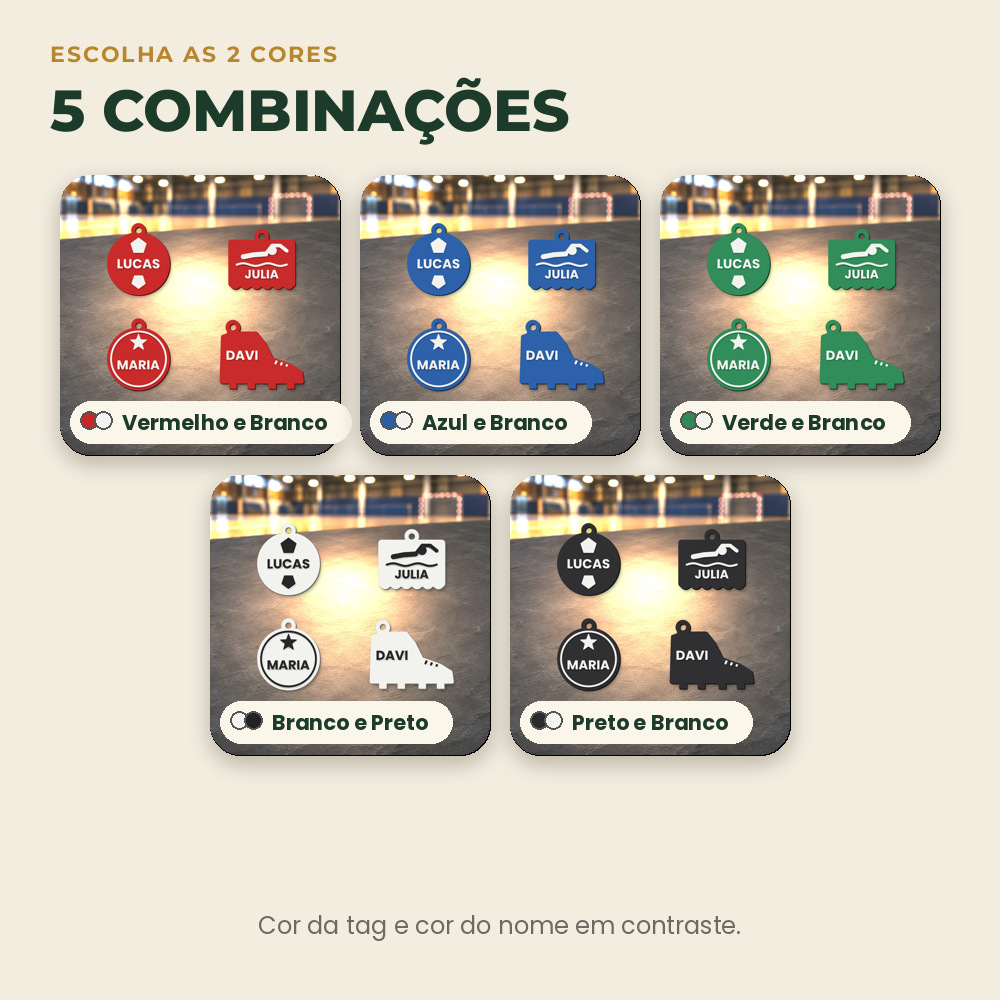 ESCOLHA AS 2 CORES
5 COMBINAÇÕES
LUCAS
JULIA
MARIA
DAVI
Vermelho e Branco
LUCAS
JULIA
MARIA
DAVI
Azul e Branco
LUCAS
JULIA
MARIA
DAVI
Verde e Branco
LUCAS
JULIA
MARIA
DAVI
Branco e Preto
LUCAS
JULIA
MARIA
DAVI
Preto e Branco
Cor da tag e cor do nome em contraste.